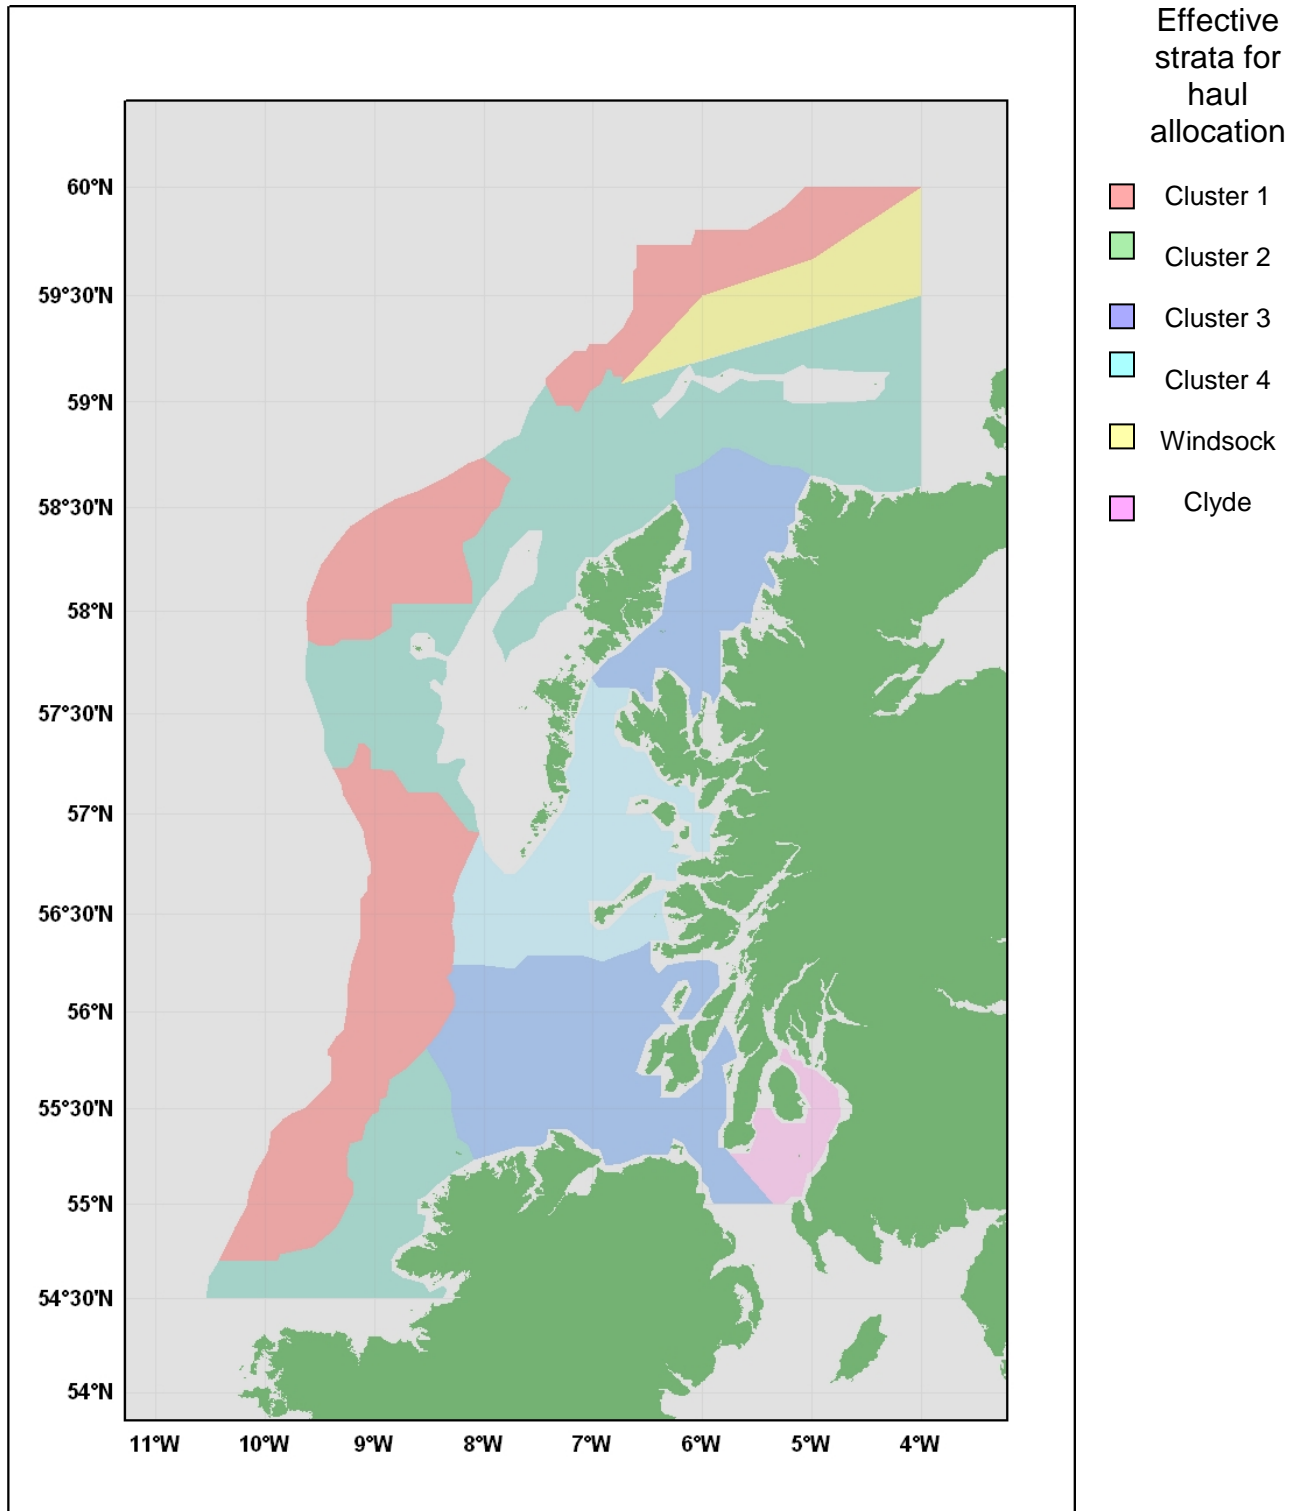 Effective
strata for
haul
allocation
Cluster 1
Cluster 2
Cluster 3
Cluster 4
Windsock
Clyde
60°N
59°30'N
59°N
58°30'N
58°N
57°30'N
57°N
56°30'N
56°N
55°30'N
55°N
54°30'N
54°N
11°W 10°W 9°W 8°W 7°W 6°W 5°W 4°W